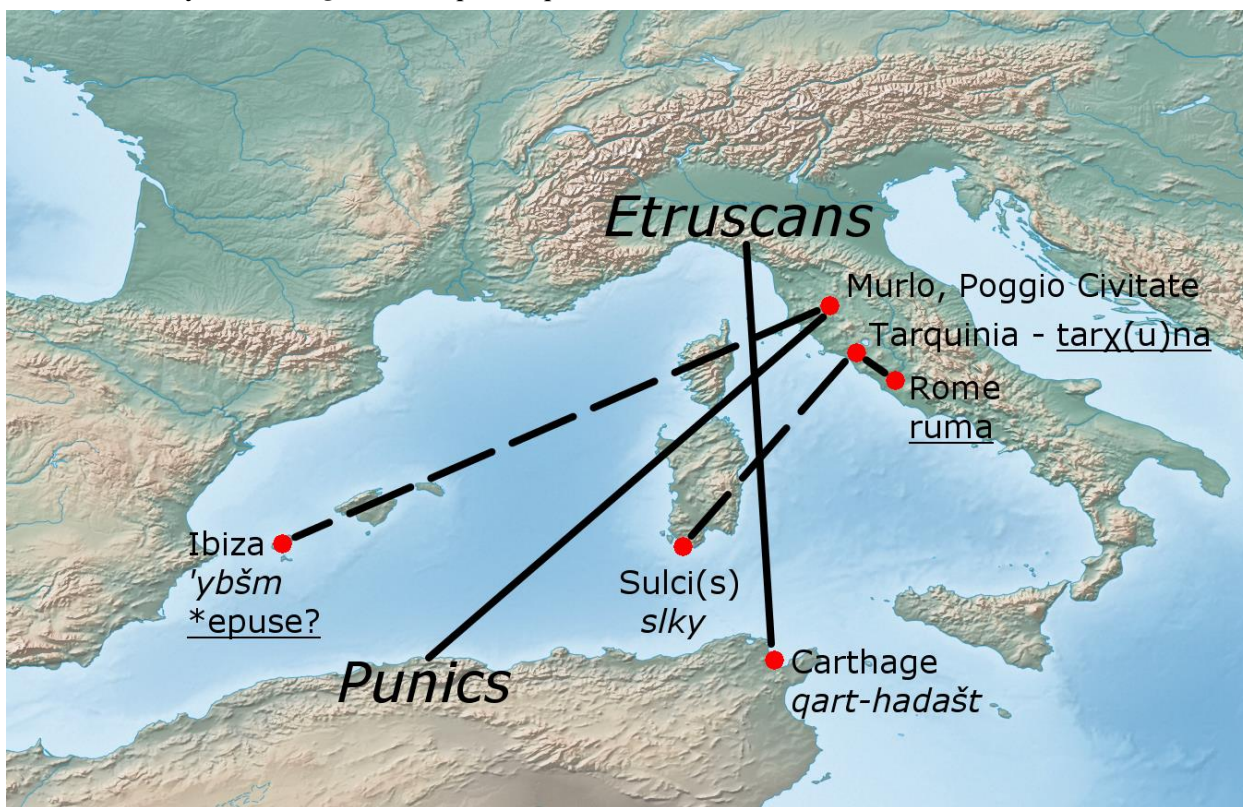 Etruscans
Murlo, Poggio Civitate
Tarquinia - tarχ(u)na
Rome
ruma
Ibiza
'ybšm
*epuse?
Sulci(s)
slky
Punics
Carthage
qart-hadašt